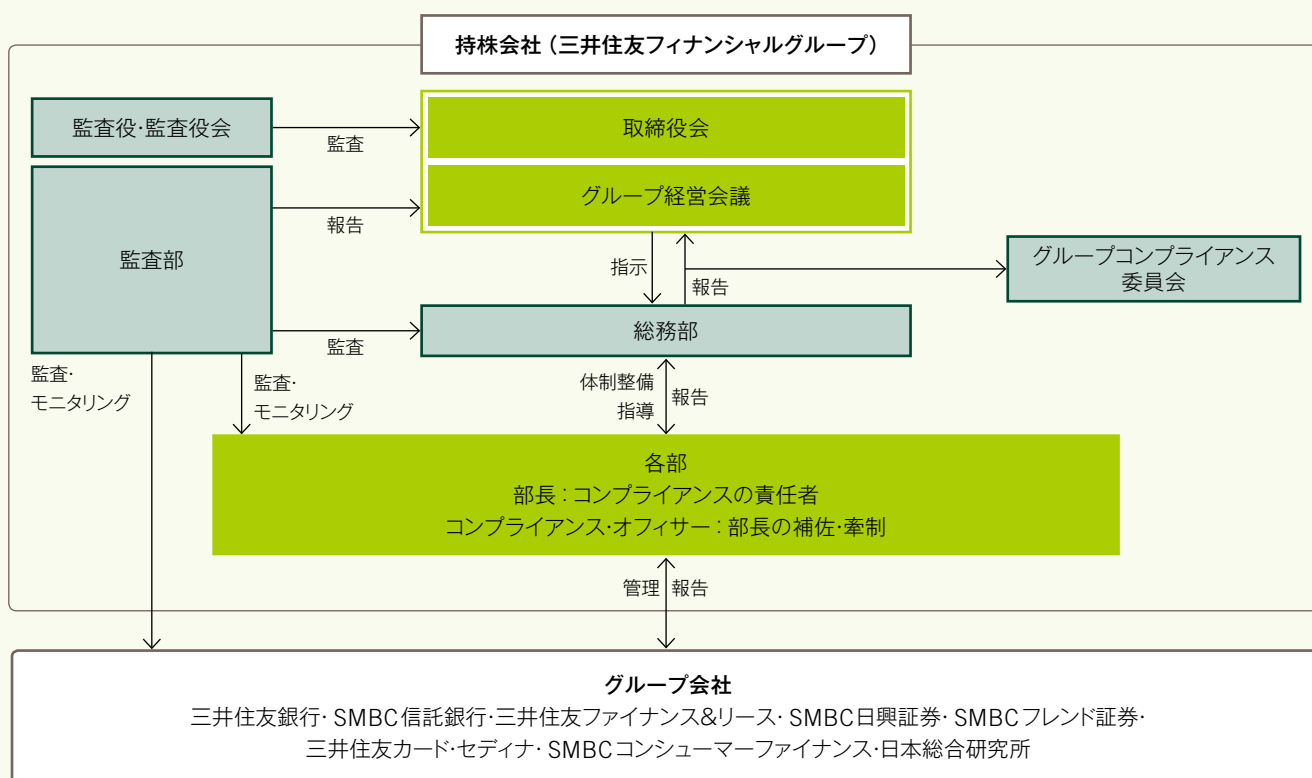 持株会社（三井住友フィナンシャルグループ）
監査役・監査役会
監査
取締役会
グループ経営会議
監査部
報告
指示
報告
グループコンプライアンス
委員会
監査
総務部
監査・
モニタリング
監査・
モニタリング
体制整備
指導
報告
各部
部長：コンプライアンスの責任者
コンプライアンス・オフィサー：部長の補佐・牽制
管理
報告
グループ会社
三井住友銀行・SMBC信託銀行・三井住友ファイナンス&リース・SMBC日興証券・SMBCフレンド証券・
三井住友カード・セディナ・SMBCコンシューマーファイナンス・日本総合研究所